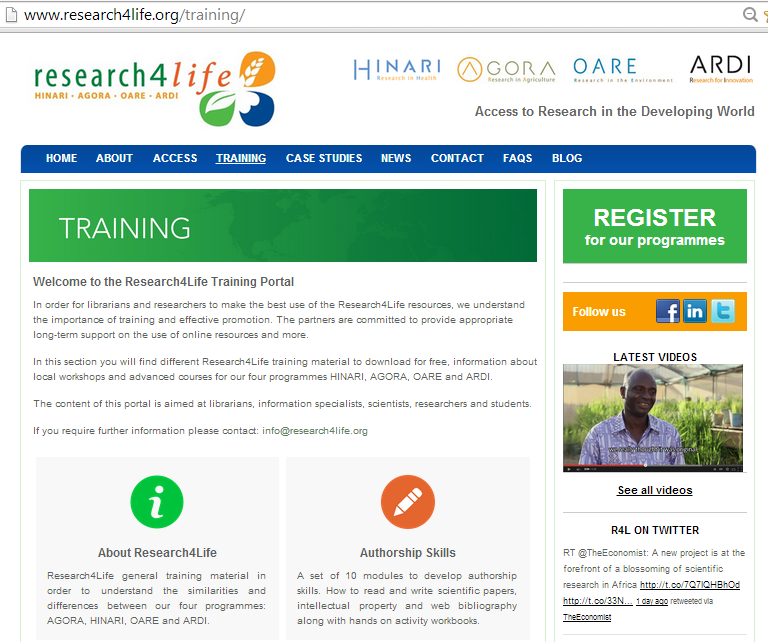 www.research4life.org/training/
research4life
HINARI • AGORA • OARE • ARDI
HINARI
Research in Health
AGORA
Research in Agriculture
OARE
Research in the Environment
ARDI
Research for Innovation
Access to Research in the Developing World
HOME ABOUT ACCESS TRAINING CASE STUDIES NEWS CONTACT FAQS BLOG
TRAINING
Welcome to the Research4Life Training Portal
In order for librarians and researchers to make the best use of the Research4Life resources, we understand
the importance of training and effective promotion. The partners are committed to provide appropriate
long-term support on the use of online resources and more.
In this section you will find different Research4Life training material to download for free, information about
local workshops and advanced courses for our four programmes HINARI, AGORA, OARE and ARDI.
The content of this portal is aimed at librarians, information specialists, scientists, researchers and students.
If you require further information please contact: info@research4life.org
i
About Research4Life
Research4Life general training material in
order to understand the similarities and
differences between our four programmes:
AGORA, HINARI, OARE and ARDI.
Authorship Skills
A set of 10 modules to develop authorship
skills. How to read and write scientific papers,
intellectual property and web bibliography
along with hands on activity workbooks.
REGISTER
for our programmes
Follow us
f in t
LATEST VIDEOS
we really thought it was original
See all videos
R4L ON TWITTER
RT @TheEconomist: A new project is at the
forefront of a blossoming of scientific
research in Africa http://t.co/7Q7IQHBhOd
http://t.co/33N... 1 day ago retweeted via
TheEconomist